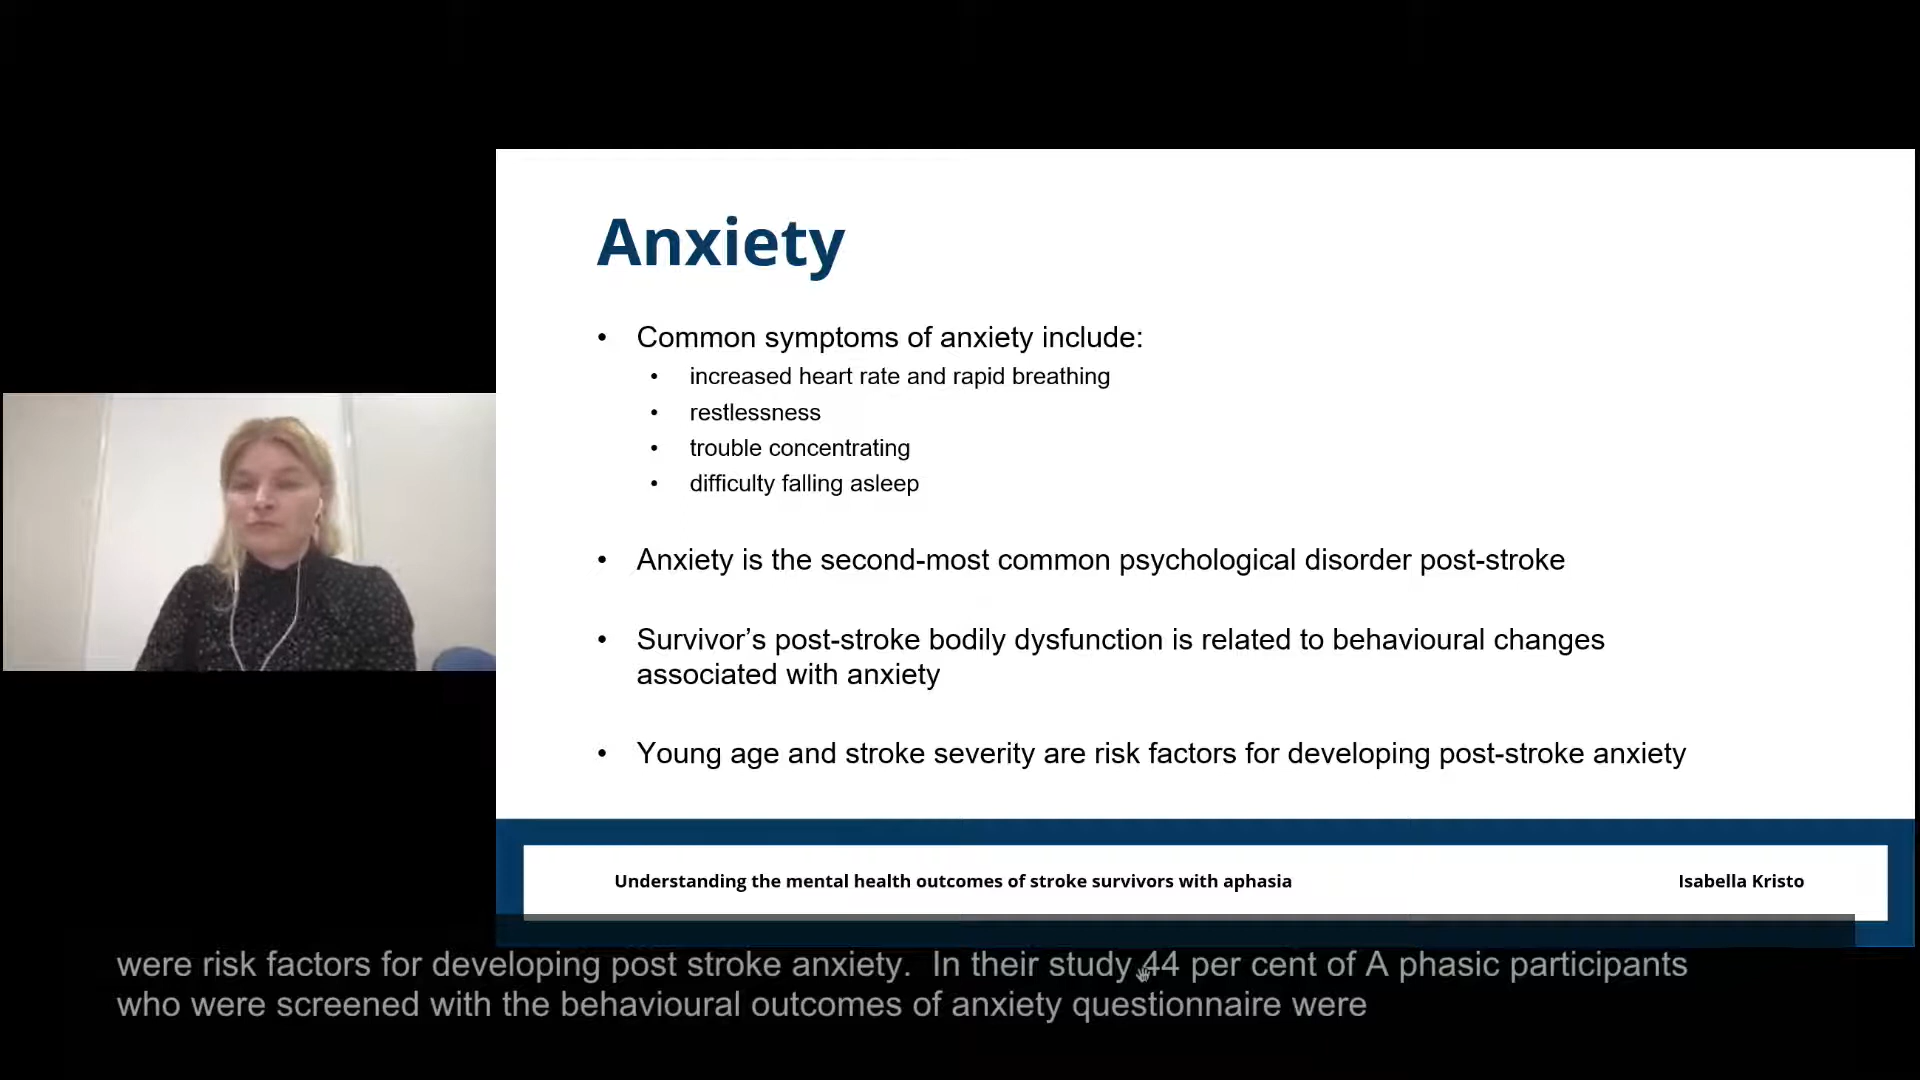 Anxiety
• Common symptoms of anxiety include:
• increased heart rate and rapid breathing
• restlessness
• trouble concentrating
• difficulty falling asleep
• Anxiety is the second-most common psychological disorder post-stroke
• Survivor’s post-stroke bodily dysfunction is related to behavioural changes
associated with anxiety
• Young age and stroke severity are risk factors for developing post-stroke anxiety
Understanding the mental health outcomes of stroke survivors with aphasia
Isabella Kristo
were risk factors for developing post stroke anxiety.  In their study 44 per cent of A phasic participants
who were screened with the behavioural outcomes of anxiety questionnaire were